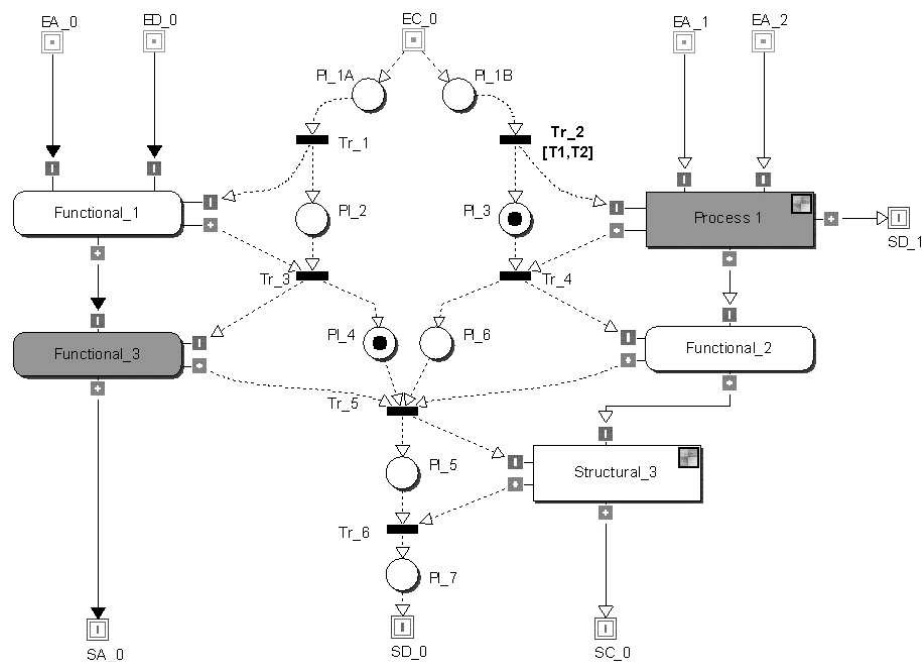 EA_0
ED_0
EC_0
EA_1
EA_2
Pl_1A
Pl_1B
Tr_1
Tr_2
[T1,T2]
Functional_1
Pl_2
Pl_3
Process 1
SD_1
Tr_3
Tr_4
Functional_3
Pl_4
Pl_6
Functional_2
Tr_5
Pl_5
Structural_3
Tr_6
Pl_7
SA_0
SD_0
SC_0